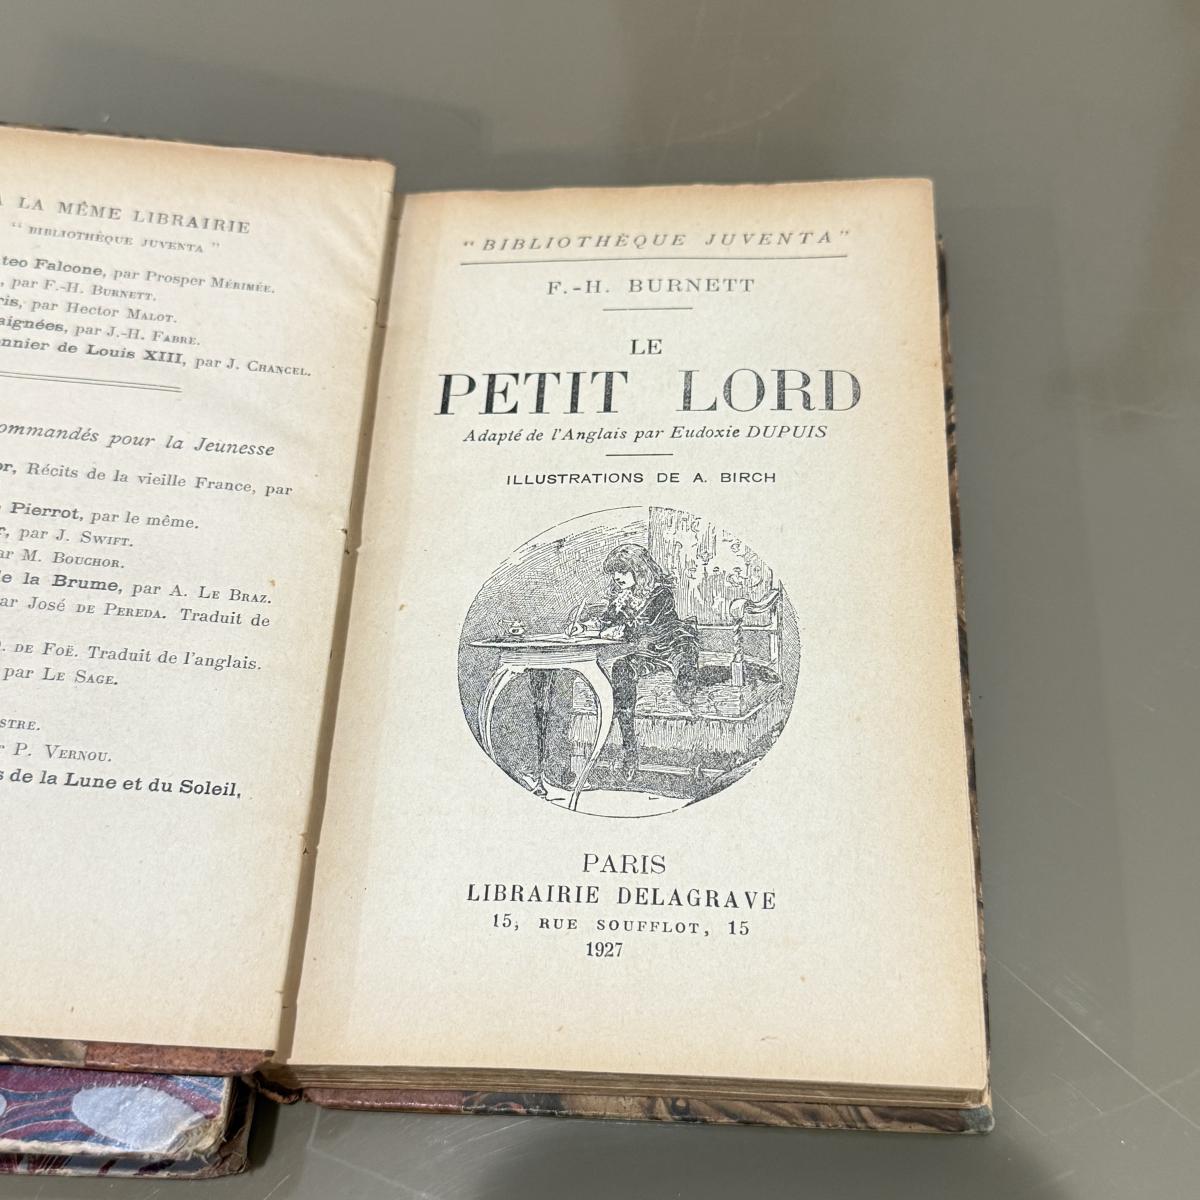 A LA MÊME LIBRAIRIE
“ BIBLIOTHÈQUE JUVENTA ”
teo Falcone, par Prosper MÉRIMÉE.
, par F.-H. BURNETT.
ris, par Hector MALOT.
aignées, par J.-H. FABRE.
onnier de Louis XIII, par J. CHANCEL.
ommandés pour la Jeunesse
or, Récits de la vieille France, par
Pierrot, par le même.
r, par J. SWIFT.
ar M. BOUCHOR.
de la Brume, par A. LE BRAZ.
ar José DE PEREDA. Traduit de
. DE FOË. Traduit de l'anglais.
par LE SAGE.
STRE.
r P. VERNOU.
s de la Lune et du Soleil,
“BIBLIOTHÈQUE JUVENTA”
F.-H. BURNETT
LE
PETIT LORD
Adapté de l'Anglais par Eudoxie DUPUIS
ILLUSTRATIONS DE A. BIRCH
PARIS
LIBRAIRIE DELAGRAVE
15, RUE SOUFFLOT, 15
1927